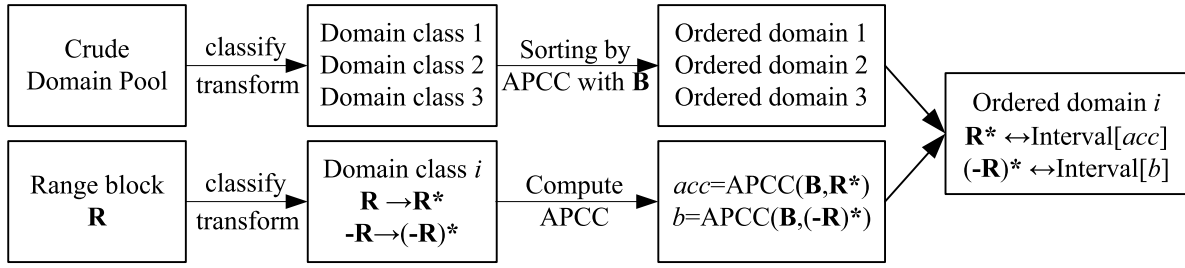 Crude
Domain Pool
classify
transform
Domain class 1
Domain class 2
Domain class 3
Sorting by
APCC with B
Ordered domain 1
Ordered domain 2
Ordered domain 3
Range block
R
classify
transform
Domain class i
R →R*
-R→(-R)*
Compute
APCC
acc=APCC(B,R*)
b=APCC(B,(-R)*)
Ordered domain i
R* ↔Interval[acc]
(-R)* ↔Interval[b]